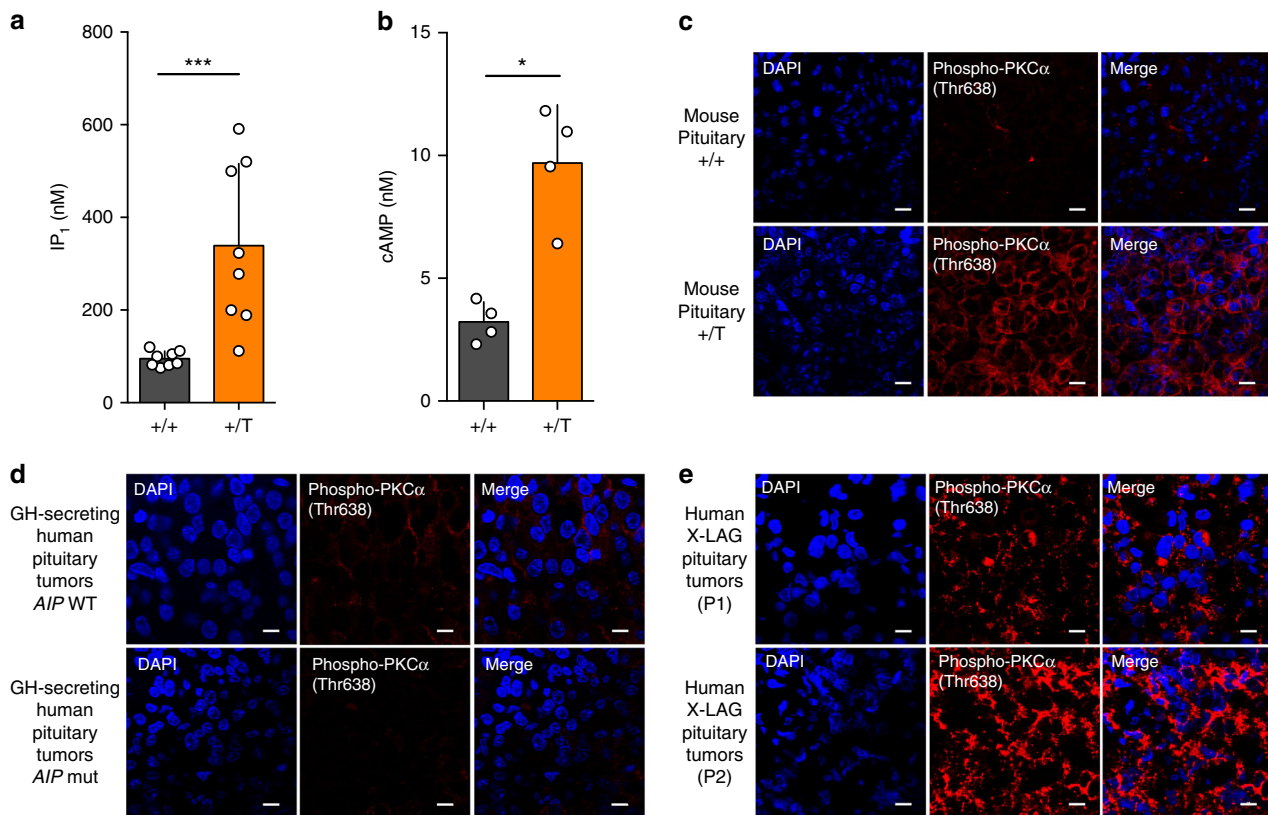 a
800
600
400
200
0
IP₁ (nM)
***
+/+
+/T
b
15
10
5
0
cAMP (nM)
*
+/+
+/T
c
Mouse
Pituitary
+/+
DAPI
Phospho-PKCα
(Thr638)
Merge
Mouse
Pituitary
+/T
DAPI
Phospho-PKCα
(Thr638)
Merge
d
GH-secreting
human
pituitary
tumors
AIP WT
DAPI
Phospho-PKCα
(Thr638)
Merge
GH-secreting
human
pituitary
tumors
AIP mut
DAPI
Phospho-PKCα
(Thr638)
Merge
e
Human
X-LAG
pituitary
tumors
(P1)
DAPI
Phospho-PKCα
(Thr638)
Merge
Human
X-LAG
pituitary
tumors
(P2)
DAPI
Phospho-PKCα
(Thr638)
Merge